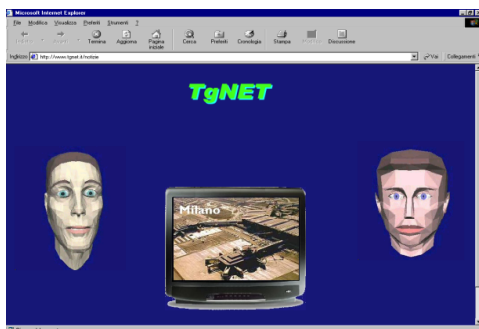 Microsoft Internet Explorer
File Modifica Visualizza Preferiti Strumenti ?
Termina Aggiorna Pagina iniziale Cerca Preferiti Cronologia Stampa Modifica Discussione
Indirizzo http://www.tgnet.it/notizie Vai Collegamenti
TgNET
Milano